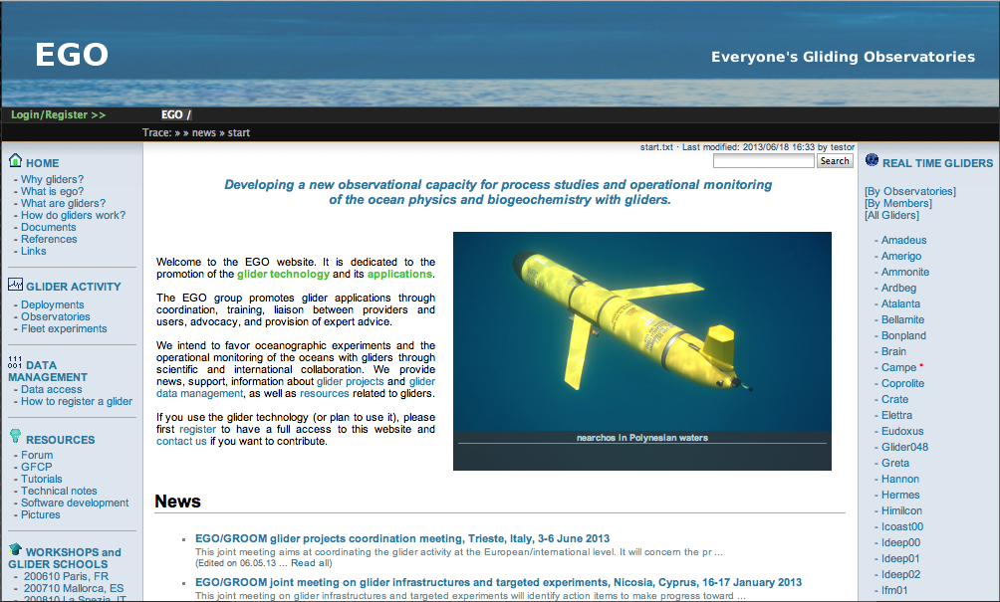 EGO
Everyone's Gliding Observatories
Login/Register >>
EGO /
Trace: » » news » start
start.txt · Last modified: 2013/06/18 16:33 by testor
Search
HOME
- Why gliders?
- What is ego?
- What are gliders?
- How do gliders work?
- Documents
- References
- Links
GLIDER ACTIVITY
- Deployments
- Observatories
- Fleet experiments
111
001 DATA
MANAGEMENT
- Data access
- How to register a glider
RESOURCES
- Forum
- GFCP
- Tutorials
- Technical notes
- Software development
- Pictures
WORKSHOPS and
GLIDER SCHOOLS
- 200610 Paris, FR
- 200710 Mallorca, ES
- 200810 La Spezia, IT
Developing a new observational capacity for process studies and operational monitoring
of the ocean physics and biogeochemistry with gliders.
Welcome to the EGO website. It is dedicated to the
promotion of the glider technology and its applications.
The EGO group promotes glider applications through
coordination, training, liaison between providers and
users, advocacy, and provision of expert advice.
We intend to favor oceanographic experiments and the
operational monitoring of the oceans with gliders through
scientific and international collaboration. We provide
news, support, information about glider projects and glider
data management, as well as resources related to gliders.
If you use the glider technology (or plan to use it), please
first register to have a full access to this website and
contact us if you want to contribute.
nearchos in Polynesian waters
News
EGO/GROOM glider projects coordination meeting, Trieste, Italy, 3-6 June 2013
This joint meeting aims at coordinating the glider activity at the European/international level. It will concern the pr ...
(Edited on 06.05.13 ... Read all)
EGO/GROOM joint meeting on glider infrastructures and targeted experiments, Nicosia, Cyprus, 16-17 January 2013
This joint meeting on glider infrastructures and targeted experiments will identify action items to make progress toward ...
REAL TIME GLIDERS
[By Observatories]
[By Members]
[All Gliders]
- Amadeus
- Amerigo
- Ammonite
- Ardbeg
- Atalanta
- Bellamite
- Bonpland
- Brain
- Campe *
- Coprolite
- Crate
- Elettra
- Eudoxus
- Glider048
- Greta
- Hannon
- Hermes
- Himilcon
- Icoast00
- Ideep00
- Ideep01
- Ideep02
- Ifm01